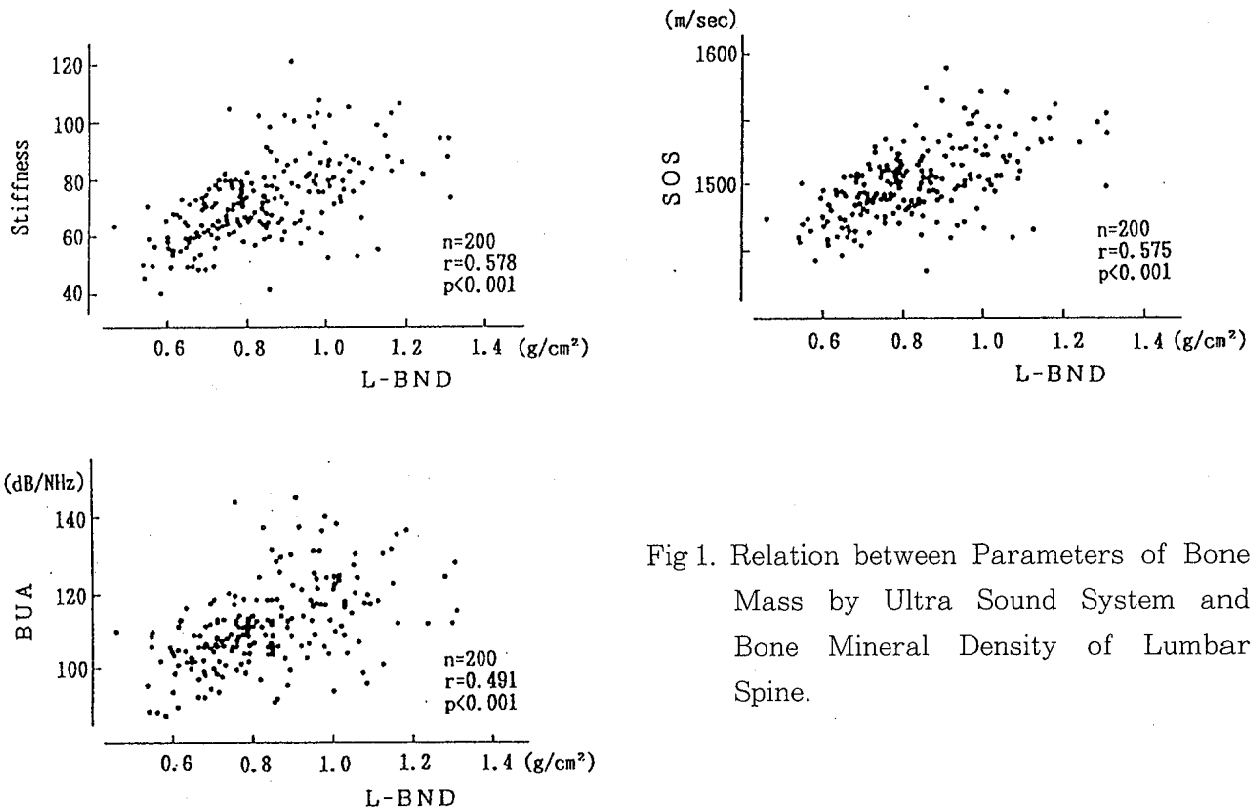 120
100
80
60
40
Stiffness
n=200
r=0.578
p<0.001
0.6 0.8 1.0 1.2 1.4 (g/cm²)
L-BND
(m/sec)
1600
1500
SOS
n=200
r=0.575
p<0.001
0.6 0.8 1.0 1.2 1.4 (g/cm²)
L-BND
(dB/NHz)
140
120
100
BUA
n=200
r=0.491
p<0.001
0.6 0.8 1.0 1.2 1.4 (g/cm²)
L-BND
Fig 1. Relation between Parameters of Bone
Mass by Ultra Sound System and
Bone Mineral Density of Lumbar
Spine.